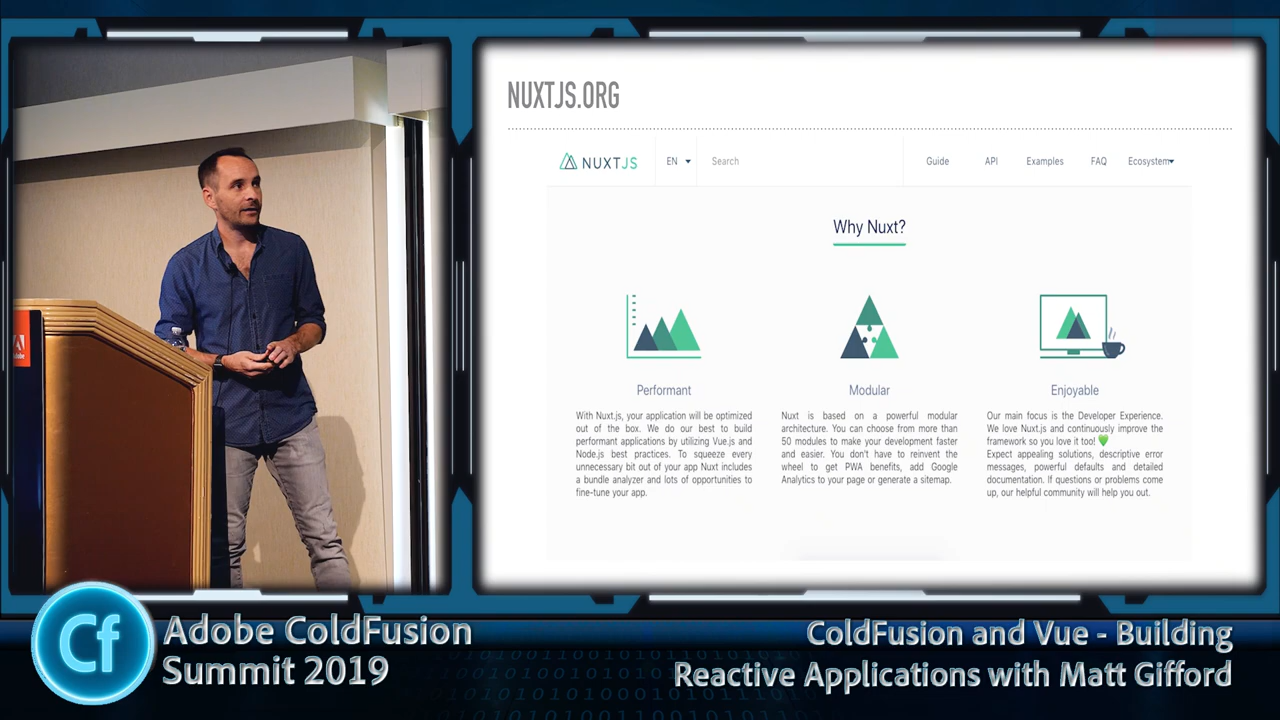 NUXTJS.ORG
NUXTJS
EN
Search
Guide
API
Examples
FAQ
Ecosystem
Why Nuxt?
Performant
With Nuxt.js, your application will be optimized
out of the box. We do our best to build
performant applications by utilizing Vue.js and
Node.js best practices. To squeeze every
unnecessary bit out of your app Nuxt includes
a bundle analyzer and lots of opportunities to
fine-tune your app.
Modular
Nuxt is based on a powerful modular
architecture. You can choose from more than
50 modules to make your development faster
and easier. You don't have to reinvent the
wheel to get PWA benefits, add Google
Analytics to your page or generate a sitemap.
Enjoyable
Our main focus is the Developer Experience.
We love Nuxt.js and continuously improve the
framework so you love it too! 💚
Expect appealing solutions, descriptive error
messages, powerful defaults and detailed
documentation. If questions or problems come
up, our helpful community will help you out.
Adobe
Cf
Adobe ColdFusion
Summit 2019
ColdFusion and Vue - Building
Reactive Applications with Matt Gifford